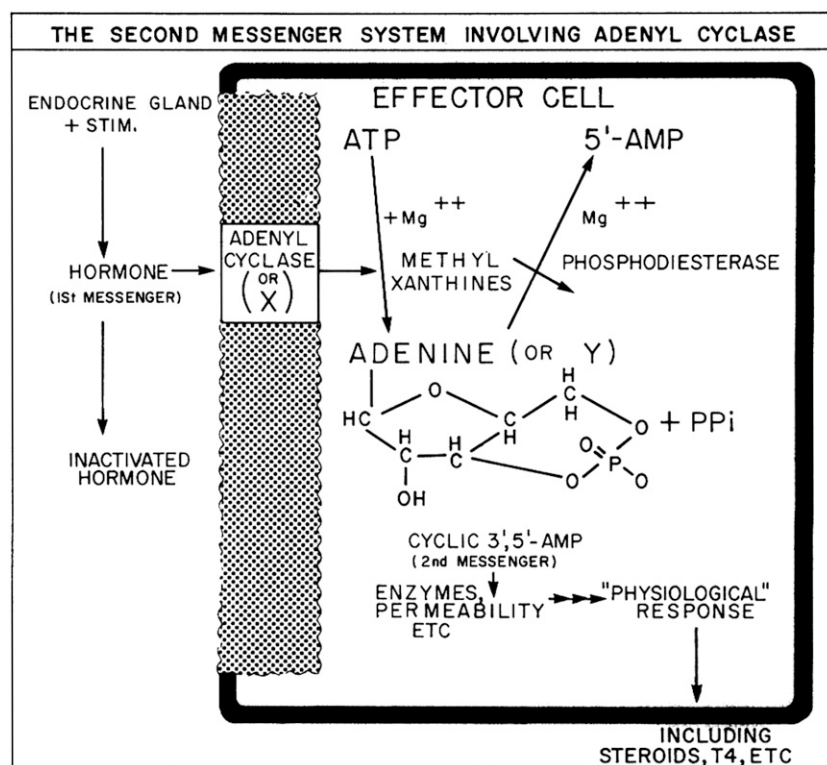 THE SECOND MESSENGER SYSTEM INVOLVING ADENYL CYCLASE
ENDOCRINE GLAND
+ STIM.
HORMONE
(1St MESSENGER)
INACTIVATED
HORMONE
ADENYL
CYCLASE
(OR
X)
EFFECTOR CELL
ATP
5'-AMP
+Mg++
Mg++
METHYL
XANTHINES
PHOSPHODIESTERASE
ADENINE (OR Y)
H
O
C
H
HC
C
H
C
C
H
C
H
OH
O
O
P
O
O
+ PPi
CYCLIC 3',5'-AMP
(2nd MESSENGER)
ENZYMES,
PERMEABILITY
ETC
"PHYSIOLOGICAL"
RESPONSE
INCLUDING
STEROIDS, T4, ETC